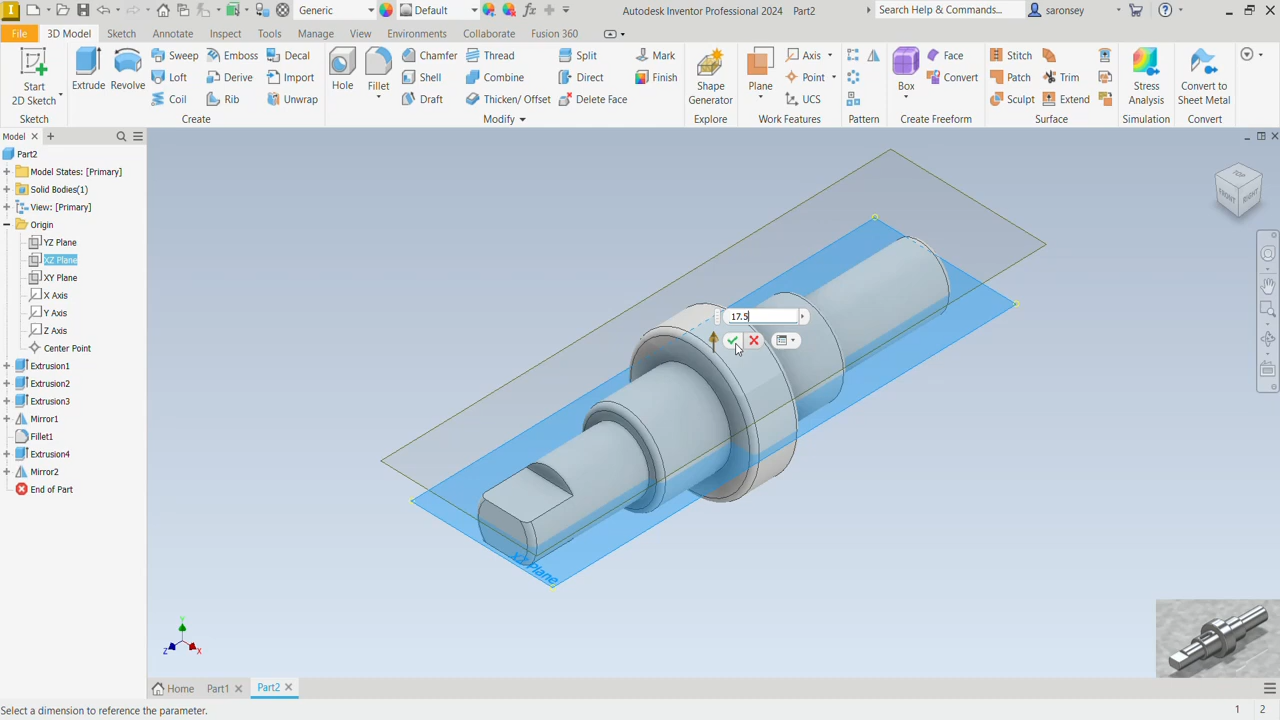 Generic
Default
Autodesk Inventor Professional 2024 Part2
Search Help & Commands...
saronsey
File
3D Model
Sketch
Annotate
Inspect
Tools
Manage
View
Environments
Collaborate
Fusion 360
Start
2D Sketch
Sketch
Extrude
Revolve
Sweep
Loft
Coil
Emboss
Derive
Rib
Decal
Import
Unwrap
Create
Hole
Fillet
Chamfer
Shell
Draft
Thread
Combine
Thicken/ Offset
Split
Direct
Delete Face
Mark
Finish
Modify
Shape
Generator
Explore
Plane
Axis
Point
UCS
Work Features
Pattern
Box
Face
Convert
Create Freeform
Stitch
Patch
Sculpt
Trim
Extend
Surface
Stress
Analysis
Simulation
Convert to
Sheet Metal
Convert
Model
Part2
Model States: [Primary]
Solid Bodies(1)
View: [Primary]
Origin
YZ Plane
XZ Plane
XY Plane
X Axis
Y Axis
Z Axis
Center Point
Extrusion1
Extrusion2
Extrusion3
Mirror1
Fillet1
Extrusion4
Mirror2
End of Part
TOP
FRONT
RIGHT
17.5
XZ Plane
Y
Z
X
Home
Part1
Part2
Select a dimension to reference the parameter.
1
2